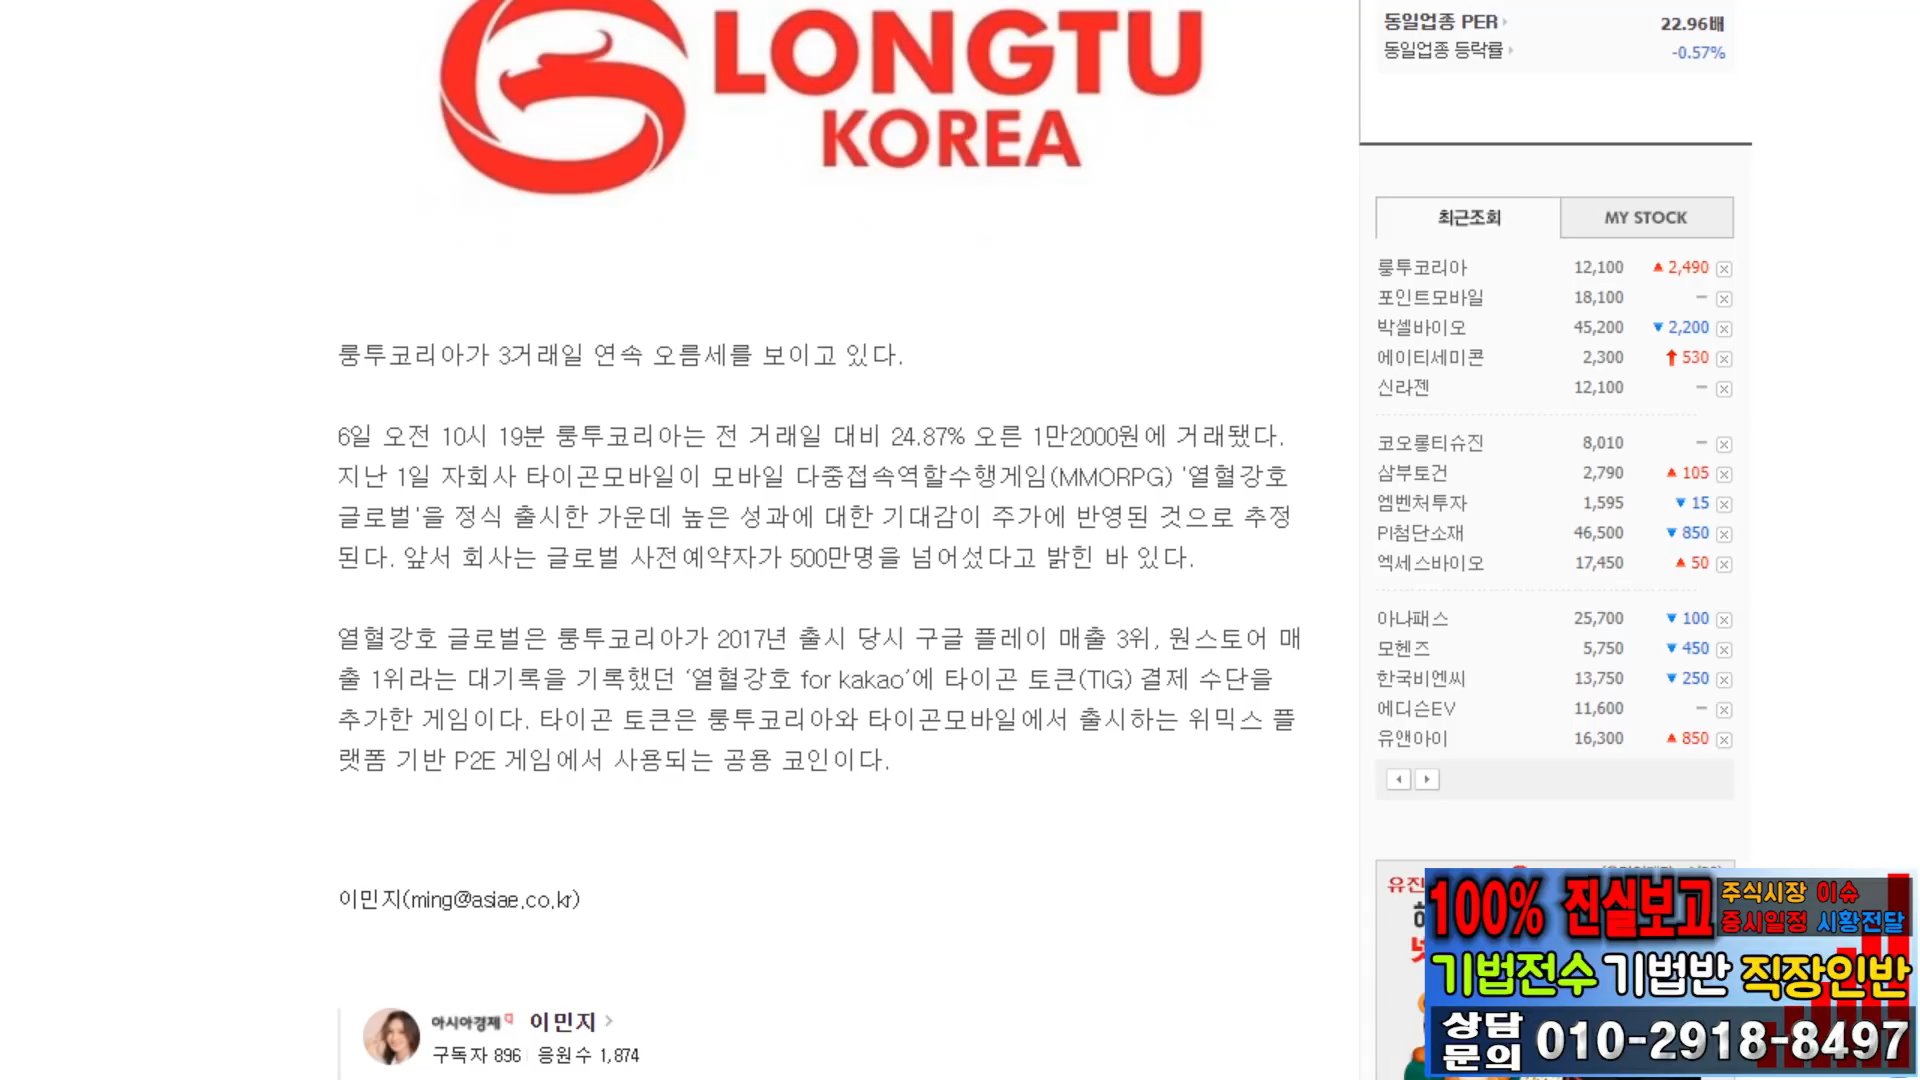 LONGTU
KOREA
룽투코리아가 3거래일 연속 오름세를 보이고 있다.
6일 오전 10시 19분 룽투코리아는 전 거래일 대비 24.87% 오른 1만2000원에 거래됐다.
지난 1일 자회사 타이곤모바일이 모바일 다중접속역할수행게임(MMORPG) '열혈강호
글로벌'을 정식 출시한 가운데 높은 성과에 대한 기대감이 주가에 반영된 것으로 추정
된다. 앞서 회사는 글로벌 사전예약자가 500만명을 넘어섰다고 밝힌 바 있다.
열혈강호 글로벌은 룽투코리아가 2017년 출시 당시 구글 플레이 매출 3위, 원스토어 매
출 1위라는 대기록을 기록했던 ‘열혈강호 for kakao’에 타이곤 토큰(TIG) 결제 수단을
추가한 게임이다. 타이곤 토큰은 룽투코리아와 타이곤모바일에서 출시하는 위믹스 플
랫폼 기반 P2E 게임에서 사용되는 공용 코인이다.
이민지(ming@asiae.co.kr)
아시아경제 이민지
구독자 896 응원수 1,874
동일업종 PER 22.96배
동일업종 등락률 -0.57%
최근조회 MY STOCK
룽투코리아 12,100 ▲ 2,490
포인트모바일 18,100 –
박셀바이오 45,200 ▼ 2,200
에이티세미콘 2,300 ↑ 530
신라젠 12,100 –
코오롱티슈진 8,010 –
삼부토건 2,790 ▲ 105
엠벤처투자 1,595 ▼ 15
PI첨단소재 46,500 ▼ 850
엑세스바이오 17,450 ▲ 50
아나패스 25,700 ▼ 100
모헨즈 5,750 ▼ 450
한국비엔씨 13,750 ▼ 250
에디슨EV 11,600 –
유앤아이 16,300 ▲ 850
유진
100% 진실보고 주식시장 이슈
증시일정 시황전달
기법전수 기법반 직장인반
상담
문의 010-2918-8497